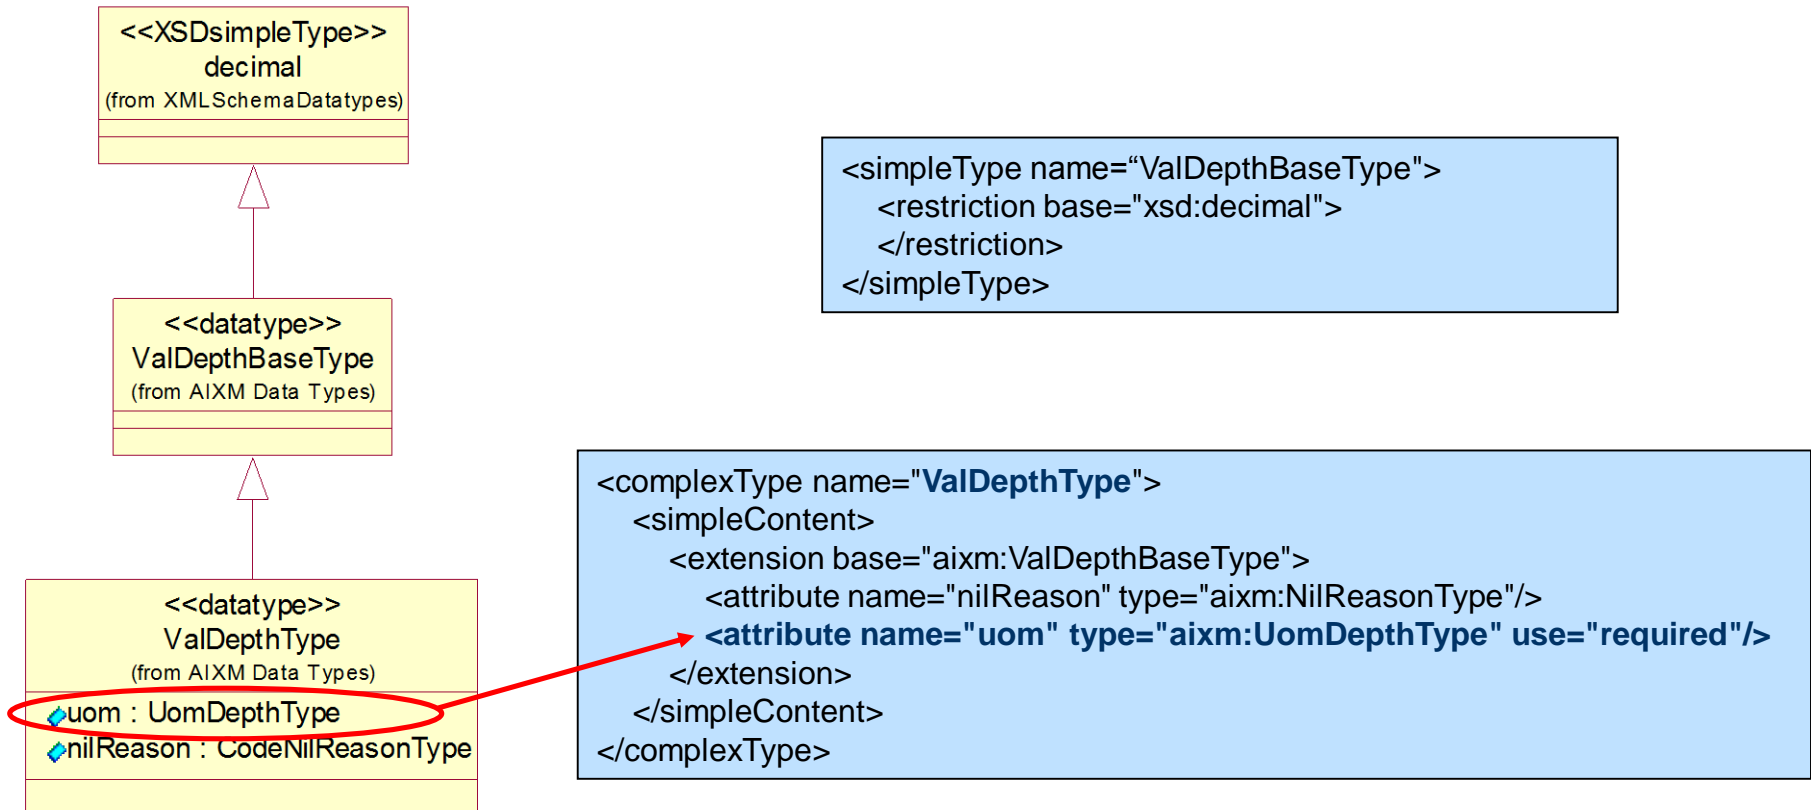 <<XSDsimpleType>>
decimal
(from XMLSchemaDatatypes)
<<datatype>>
ValDepthBaseType
(from AIXM Data Types)
<<datatype>>
ValDepthType
(from AIXM Data Types)
uom : UomDepthType
nilReason : CodeNilReasonType
<simpleType name=“ValDepthBaseType">
<restriction base="xsd:decimal">
</restriction>
</simpleType>
<complexType name="ValDepthType">
<simpleContent>
<extension base="aixm:ValDepthBaseType">
<attribute name="nilReason" type="aixm:NilReasonType"/>
<attribute name="uom" type="aixm:UomDepthType" use="required"/>
</extension>
</simpleContent>
</complexType>